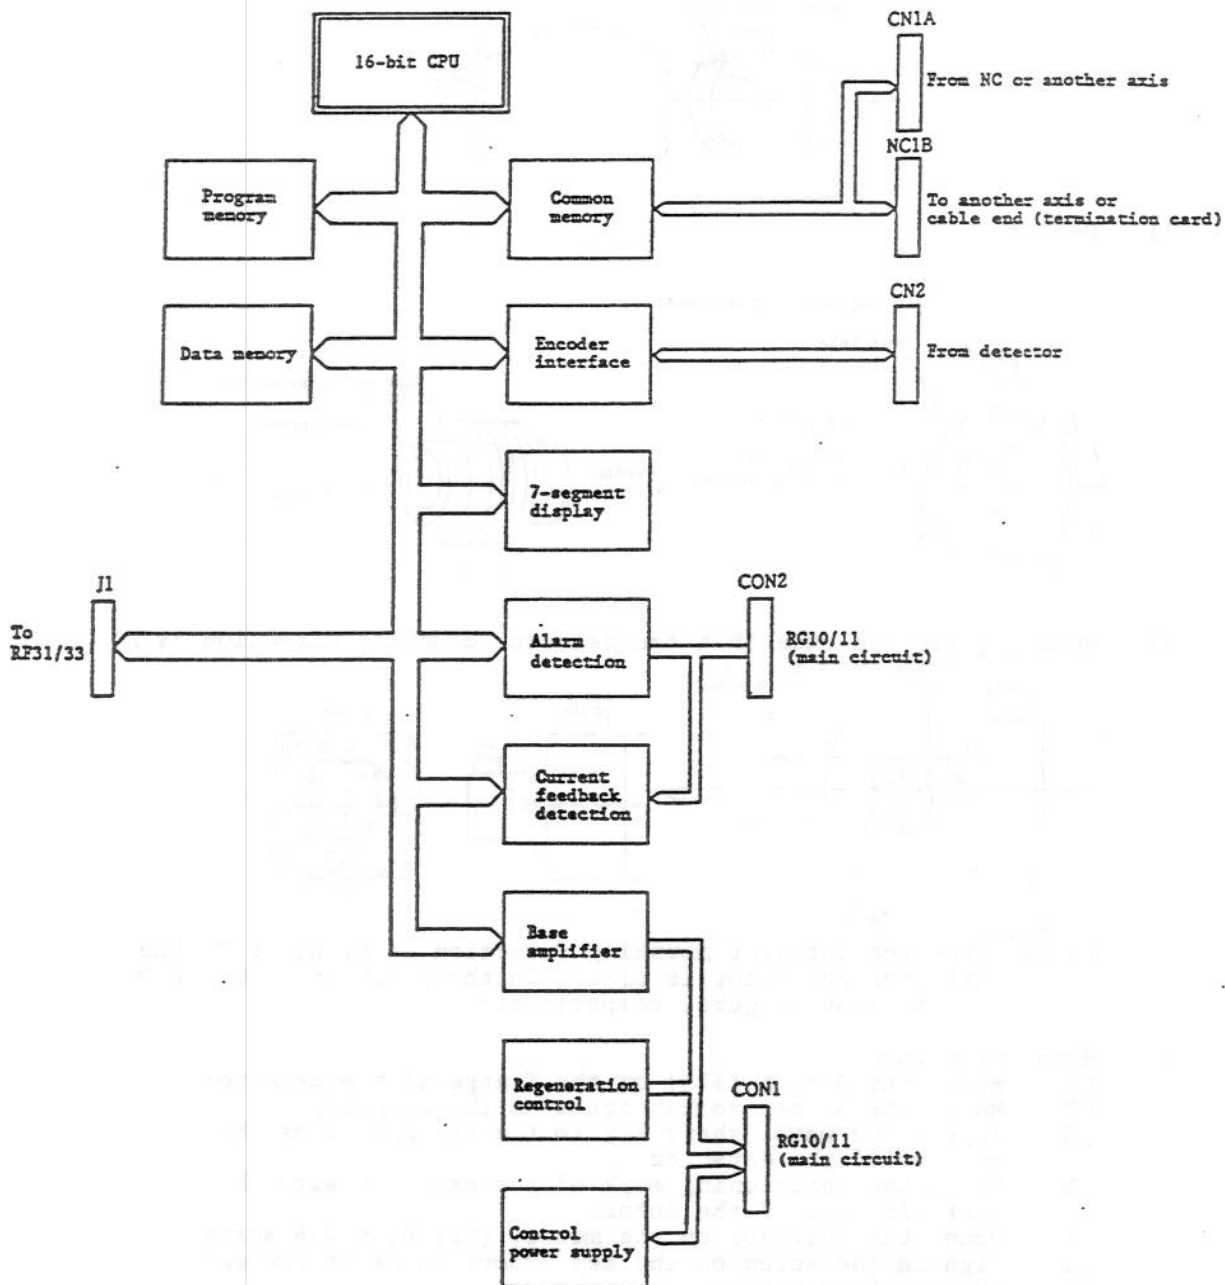 CN1A
16-bit CPU
From NC or another axis
NC1B
Program
memory
Common
memory
To another axis or
cable end (termination card)
CN2
Data memory
Encoder
interface
From detector
7-segment
display
J1
CON2
To
RF31/33
Alarm
detection
RG10/11
(main circuit)
Current
feedback
detection
Base
amplifier
Regeneration
control
CON1
RG10/11
(main circuit)
Control
power supply